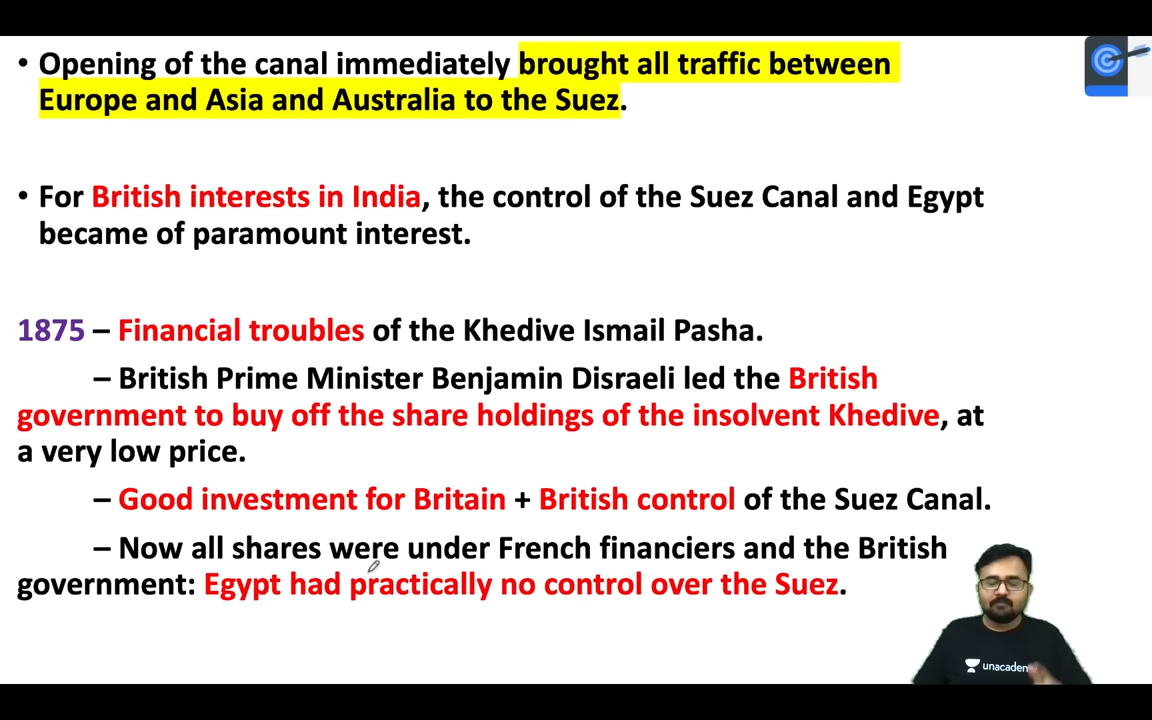 • Opening of the canal immediately brought all traffic between
Europe and Asia and Australia to the Suez.
• For British interests in India, the control of the Suez Canal and Egypt
became of paramount interest.
1875 – Financial troubles of the Khedive Ismail Pasha.
– British Prime Minister Benjamin Disraeli led the British
government to buy off the share holdings of the insolvent Khedive, at
a very low price.
– Good investment for Britain + British control of the Suez Canal.
– Now all shares were under French financiers and the British
government: Egypt had practically no control over the Suez.
unacadem